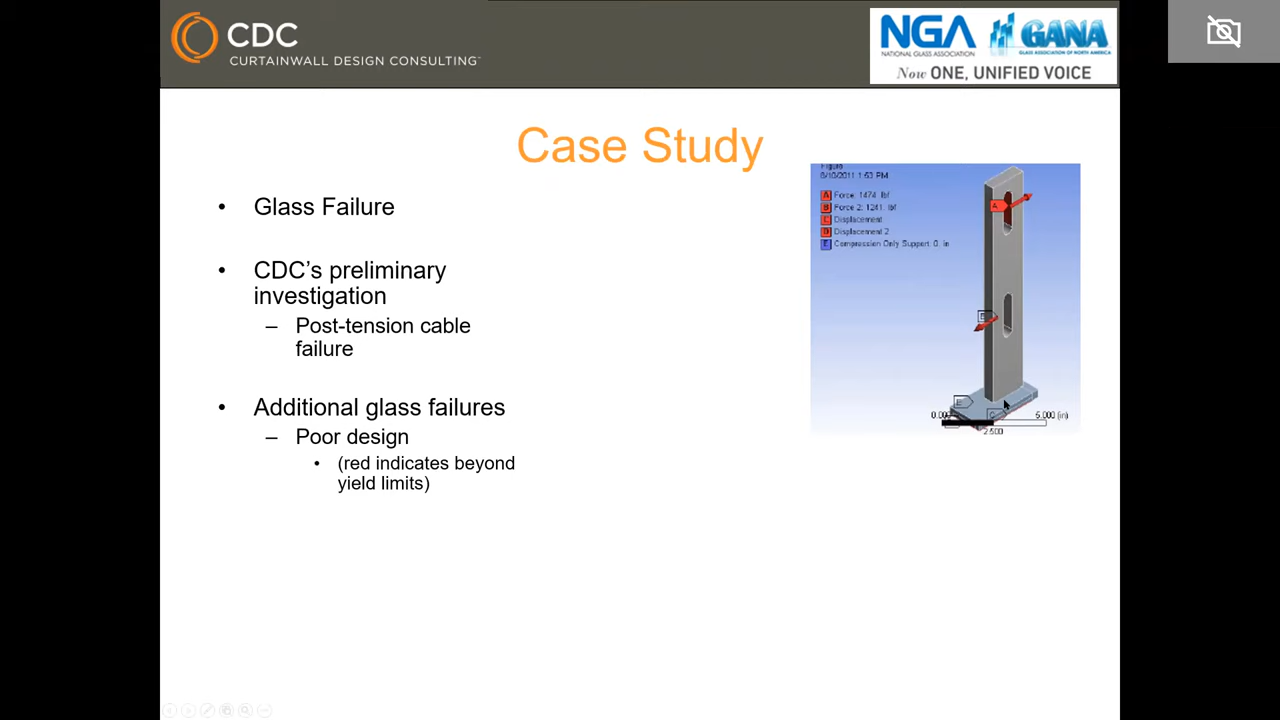 CDC
CURTAINWALL DESIGN CONSULTING
NGA
NATIONAL GLASS ASSOCIATION
GANA
GLASS ASSOCIATION OF NORTH AMERICA
Now ONE, UNIFIED VOICE
Case Study
• Glass Failure
• CDC’s preliminary
investigation
– Post-tension cable
failure
• Additional glass failures
– Poor design
• (red indicates beyond
yield limits)
Figure
8/10/2011 1:53 PM
A Force: 1474. lbf
B Force 2: 1241. lbf
C Displacement
D Displacement 2
E Compression Only Support: 0. in
A
E
0.000
5.000 (in)
2.500